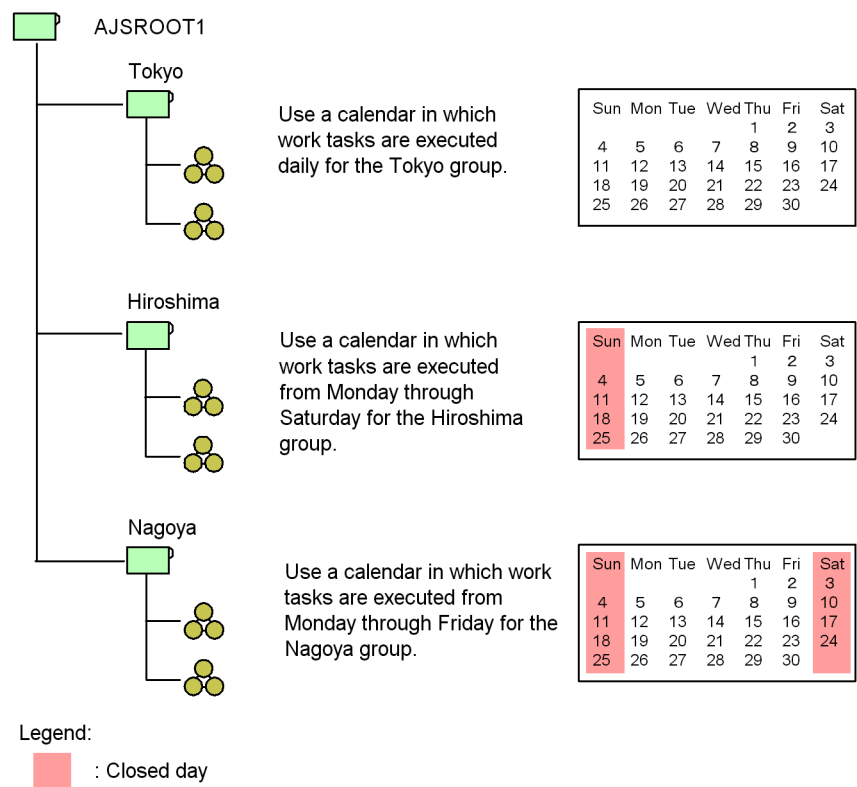 AJSROOT1
Tokyo
Use a calendar in which
work tasks are executed
daily for the Tokyo group.
Sun Mon Tue Wed Thu Fri Sat
1 2 3
4 5 6 7 8 9 10
11 12 13 14 15 16 17
18 19 20 21 22 23 24
25 26 27 28 29 30
Hiroshima
Use a calendar in which
work tasks are executed
from Monday through
Saturday for the Hiroshima
group.
Sun Mon Tue Wed Thu Fri Sat
1 2 3
4 5 6 7 8 9 10
11 12 13 14 15 16 17
18 19 20 21 22 23 24
25 26 27 28 29 30
Nagoya
Use a calendar in which work
tasks are executed from
Monday through Friday for the
Nagoya group.
Sun Mon Tue Wed Thu Fri Sat
1 2 3
4 5 6 7 8 9 10
11 12 13 14 15 16 17
18 19 20 21 22 23 24
25 26 27 28 29 30
Legend:
: Closed day